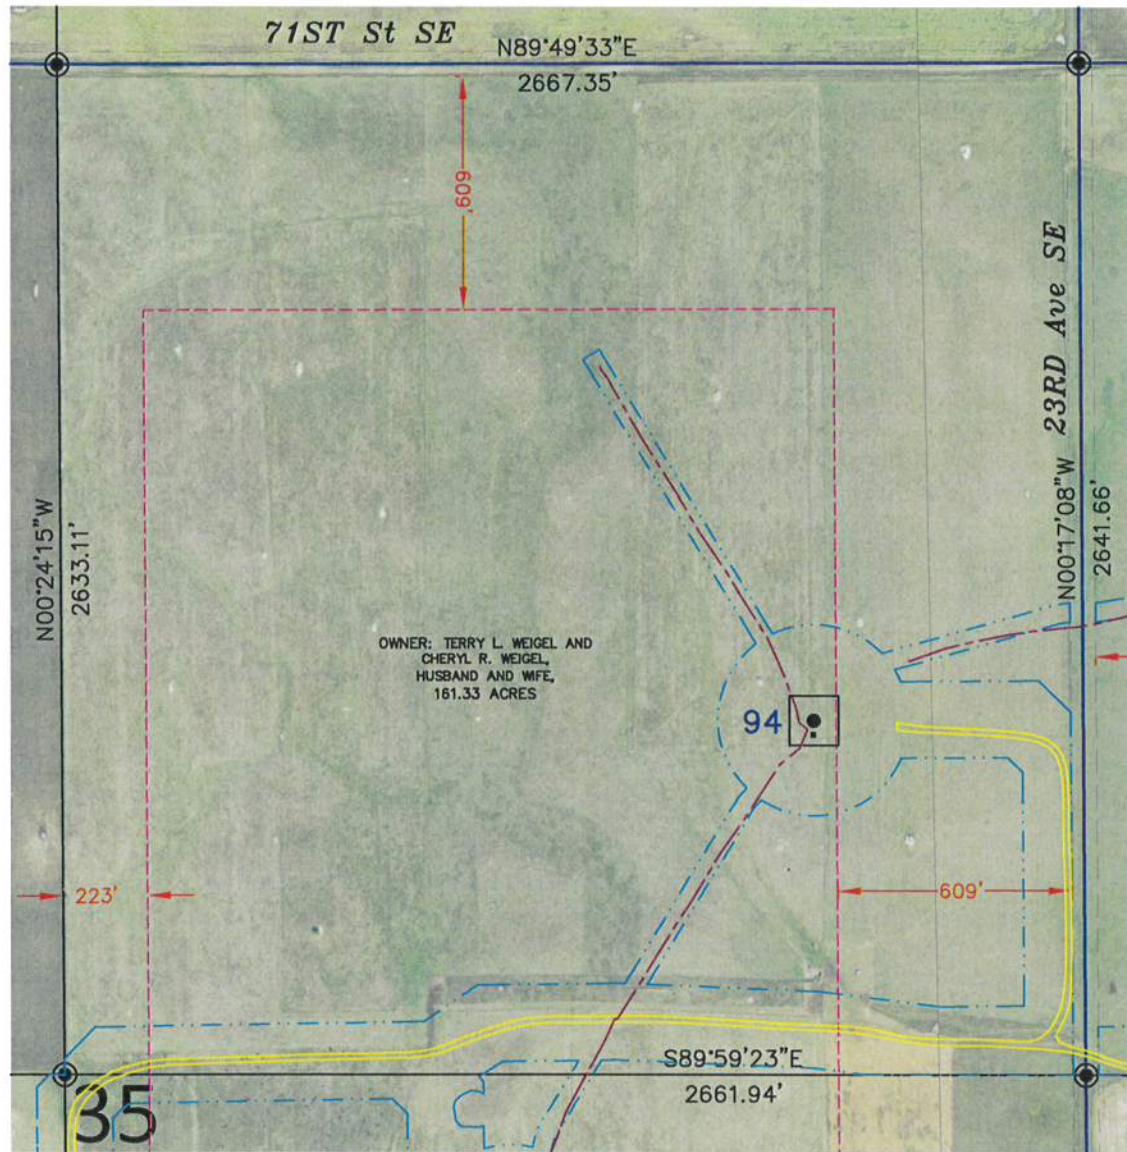 71ST St SE
N89°49'33"E
2667.35'
609'
23RD Ave SE
N00°17'08"W
2641.66'
N00°24'15"W
2633.11'
OWNER: TERRY L. WEIGEL AND
CHERYL R. WEIGEL,
HUSBAND AND WIFE,
161.33 ACRES
94
223'
609'
S89°59'23"E
2661.94'
35